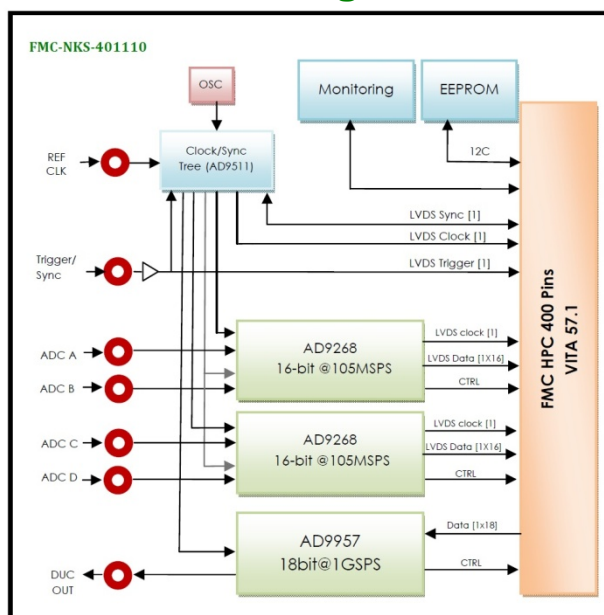 FMC-NKS-401110
OSC
Monitoring
EEPROM
REF
CLK
Clock/Sync
Tree (AD9511)
12C
LVDS Sync [1]
LVDS Clock [1]
Trigger/
Sync
LVDS Trigger [1]
ADC A
ADC B
AD9268
16-bit @105MSPS
LVDS clock [1]
LVDS Data [1X16]
CTRL
ADC C
ADC D
AD9268
16-bit @105MSPS
LVDS clock [1]
LVDS Data [1X16]
CTRL
AD9957
18bit@1GSPS
Data [1x18]
CTRL
DUC
OUT
FMC HPC 400 Pins
VITA 57.1